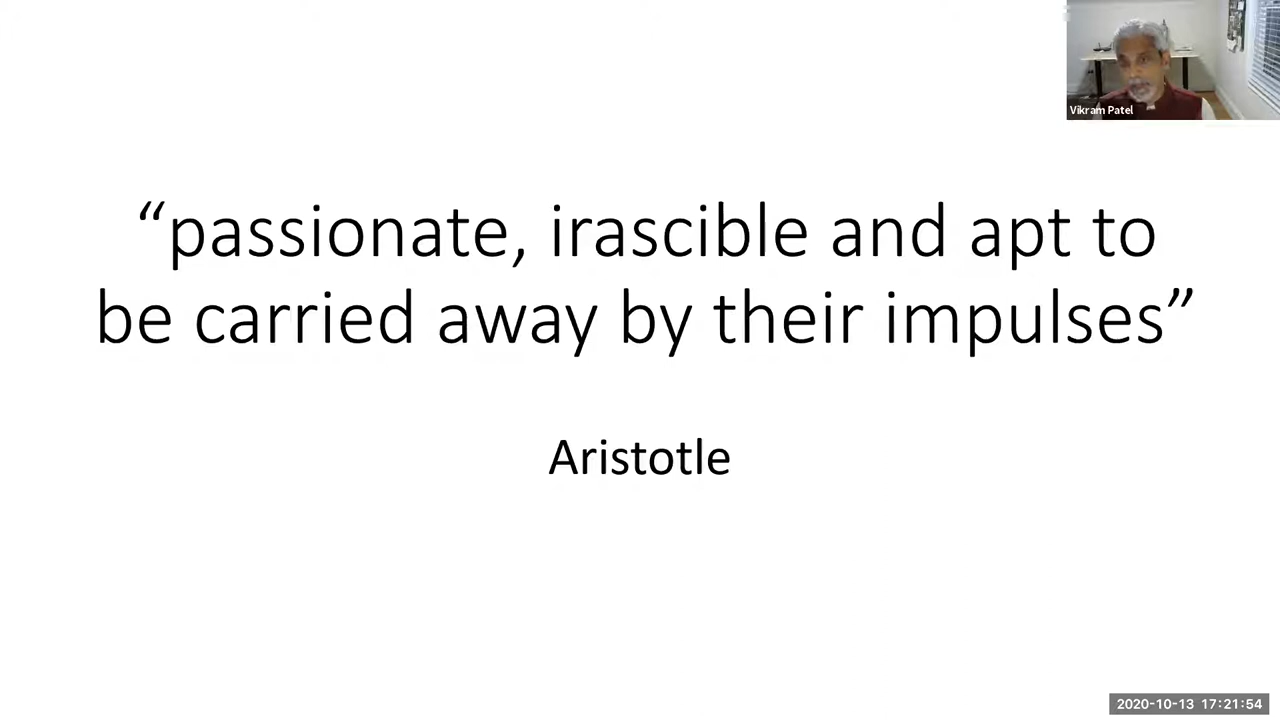 Vikram Patel
“passionate, irascible and apt to
be carried away by their impulses”
Aristotle
2020-10-13 17:21:54